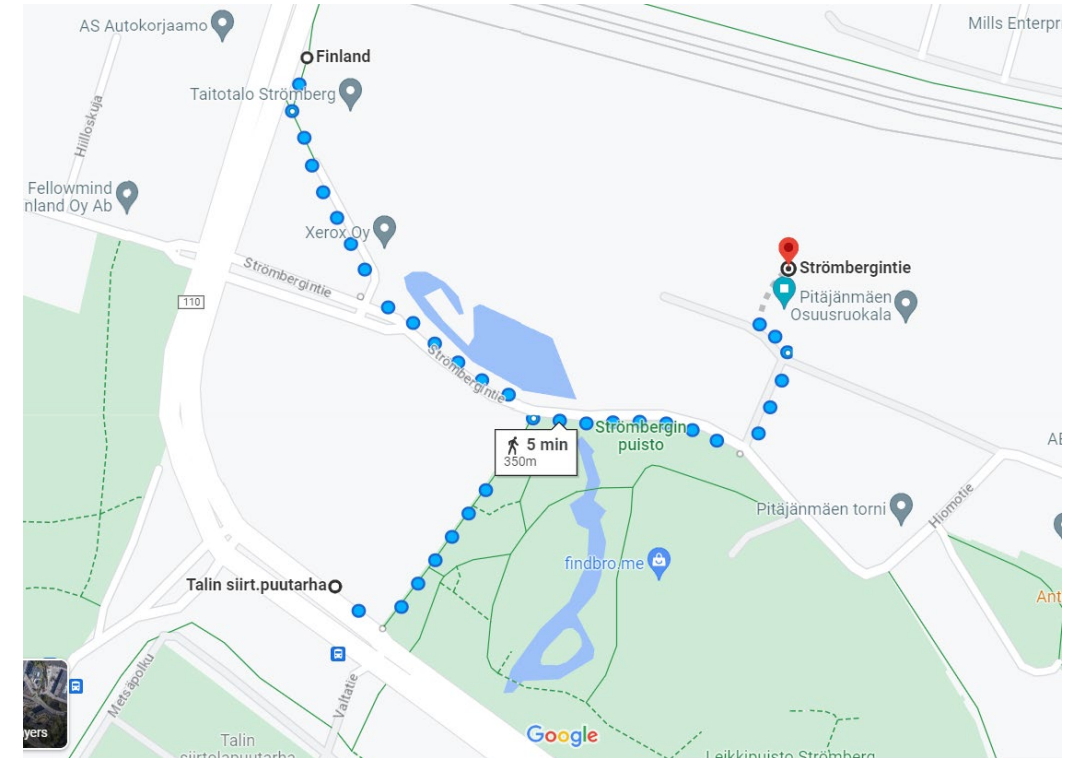 AS Autokorjaamo
Mills Enterpr
Finland
Taitotalo Strömberg
Hiilloskuja
Fellowmind
nland Oy Ab
Xerox Oy
Strömbergintie
Strömbergintie
110
Pitäjänmäen
Osuusruokala
Strömbergintie
Strömbergin
puisto
5 min
350m
Pitäjänmäen torni
Hiomotie
findbro.me
Talin siirt.puutarha
Ant
Metsäpolku
Valtatie
yers
Google
Talin
siirtolapuutarha
Leikkipuisto Strömberg